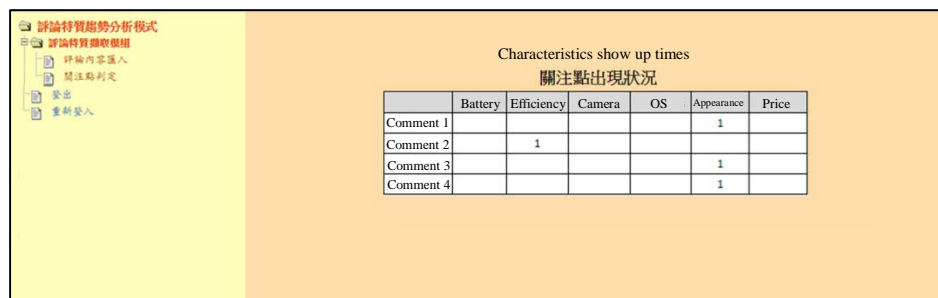 評論特質趨勢分析模式
評論特質擷取模組
評論內容匯入
關注點判定
登出
重新登入
Characteristics show up times
關注點出現狀況
Battery Efficiency Camera OS Appearance Price
Comment 1 1
Comment 2 1
Comment 3 1
Comment 4 1